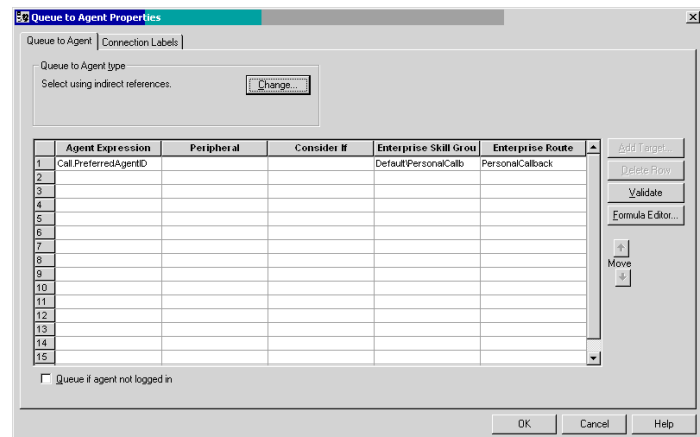 Queue to Agent Properties
Queue to Agent
Connection Labels
Queue to Agent type
Select using indirect references.
Change...
Agent Expression Peripheral Consider If Enterprise Skill Grou Enterprise Route
1 Call.PreferredAgentID Default\PersonalCallb PersonalCallback
2
3
4
5
6
7
8
9
10
11
12
13
14
15
Add Target...
Delete Row
Validate
Formula Editor...
Move
Queue if agent not logged in
OK Cancel Help